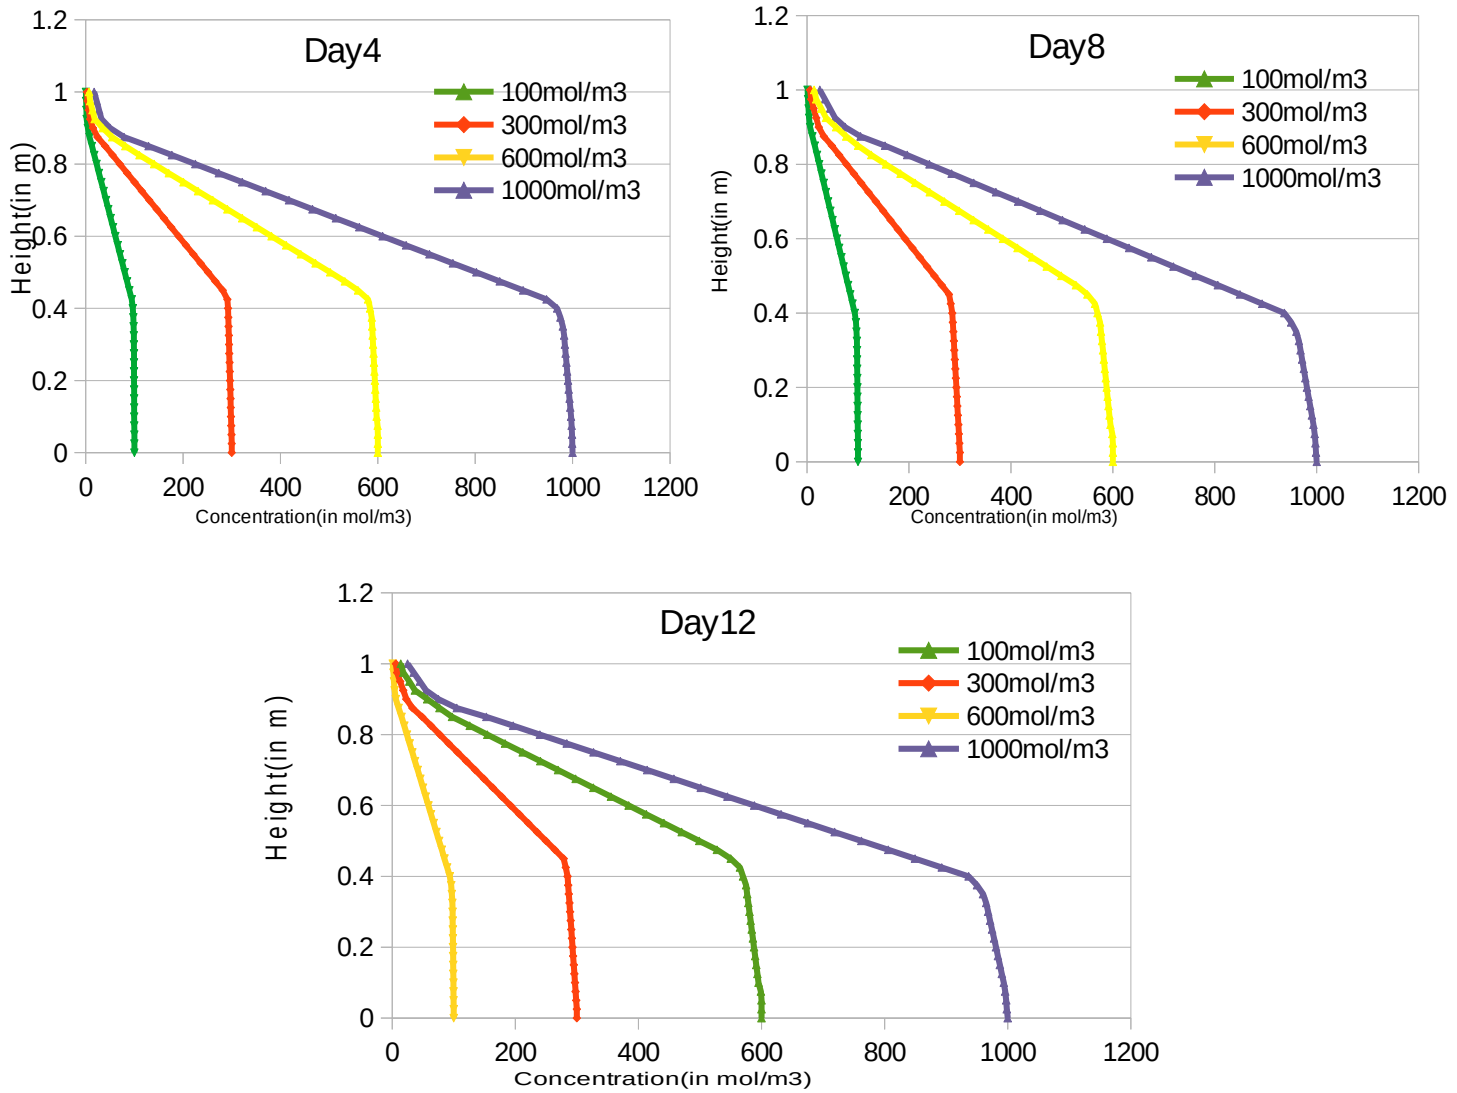 Day4
1.2
1
0.8
0.6
0.4
0.2
0
Height(in m)
100mol/m3
300mol/m3
600mol/m3
1000mol/m3
0 200 400 600 800 1000 1200
Concentration(in mol/m3)
Day8
1.2
1
0.8
0.6
0.4
0.2
0
Height(in m)
100mol/m3
300mol/m3
600mol/m3
1000mol/m3
0 200 400 600 800 1000 1200
Concentration(in mol/m3)
Day12
1.2
1
0.8
0.6
0.4
0.2
0
Height(in m)
100mol/m3
300mol/m3
600mol/m3
1000mol/m3
0 200 400 600 800 1000 1200
Concentration(in mol/m3)